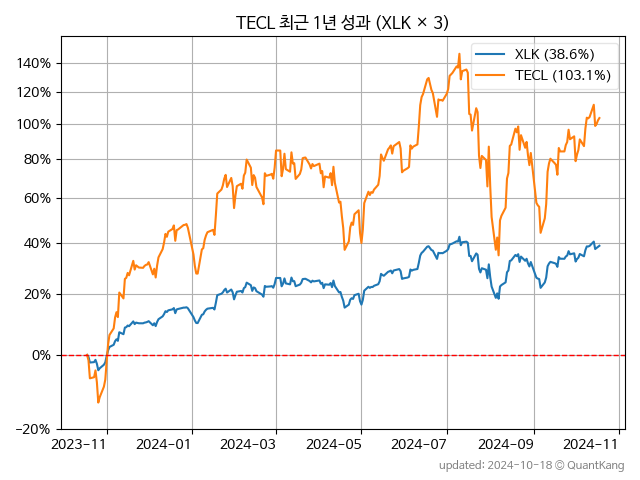 TECL 최근 1년 성과 (XLK × 3)
XLK (38.6%)
TECL (103.1%)
140%
120%
100%
80%
60%
40%
20%
0%
−20%
2023-11 2024-01 2024-03 2024-05 2024-07 2024-09 2024-11
updated: 2024-10-18 © QuantKang